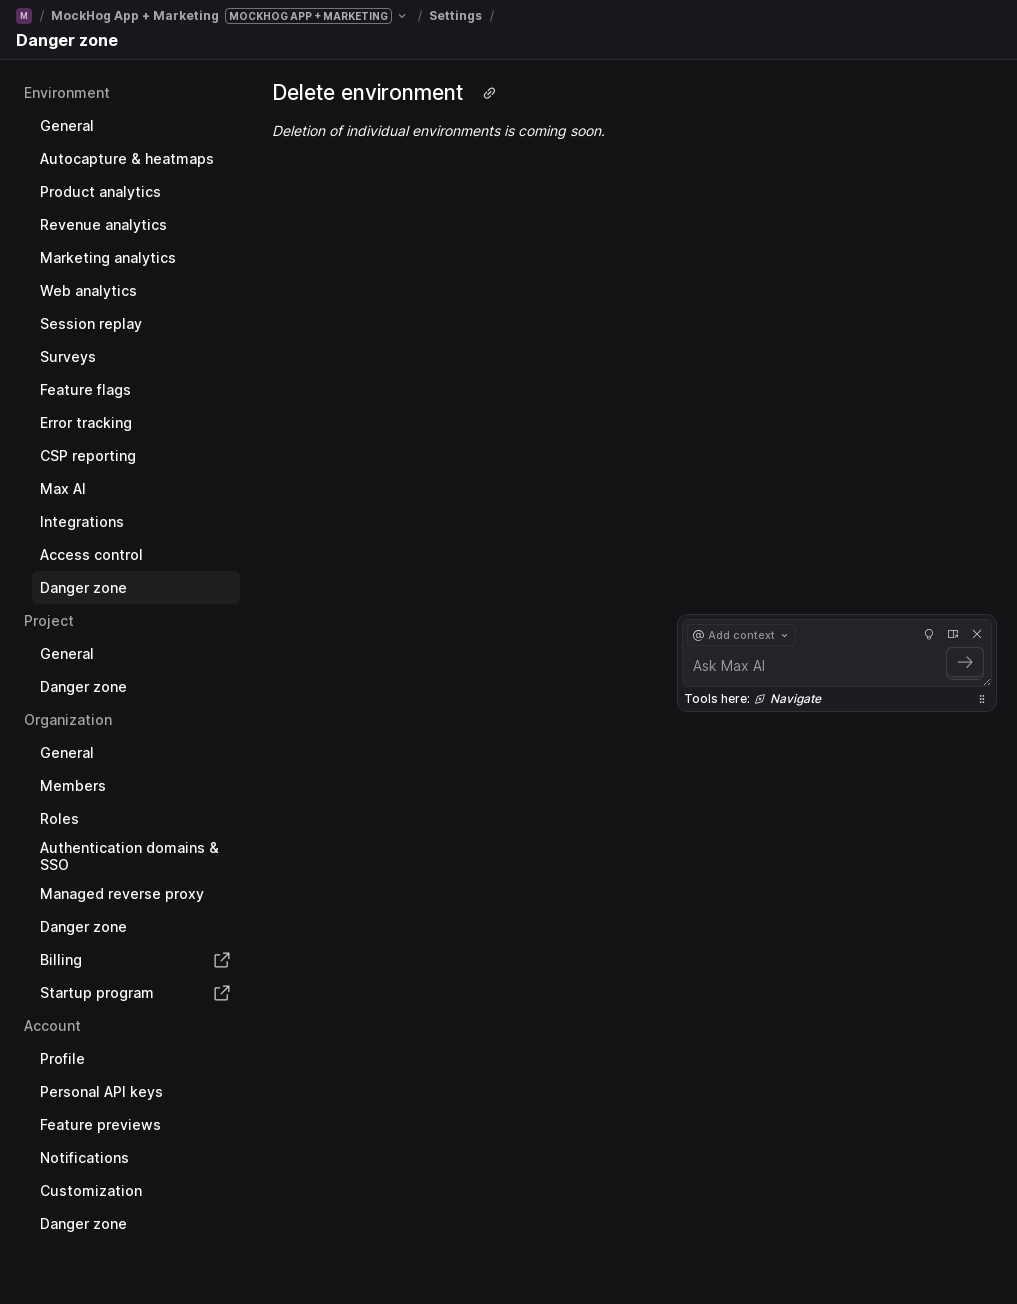 M / MockHog App + Marketing MOCKHOG APP + MARKETING / Settings /
Danger zone
Environment
General
Autocapture & heatmaps
Product analytics
Revenue analytics
Marketing analytics
Web analytics
Session replay
Surveys
Feature flags
Error tracking
CSP reporting
Max AI
Integrations
Access control
Danger zone
Project
General
Danger zone
Organization
General
Members
Roles
Authentication domains &
SSO
Managed reverse proxy
Danger zone
Billing
Startup program
Account
Profile
Personal API keys
Feature previews
Notifications
Customization
Danger zone
Delete environment
Deletion of individual environments is coming soon.
@ Add context
Ask Max AI
Tools here: Navigate